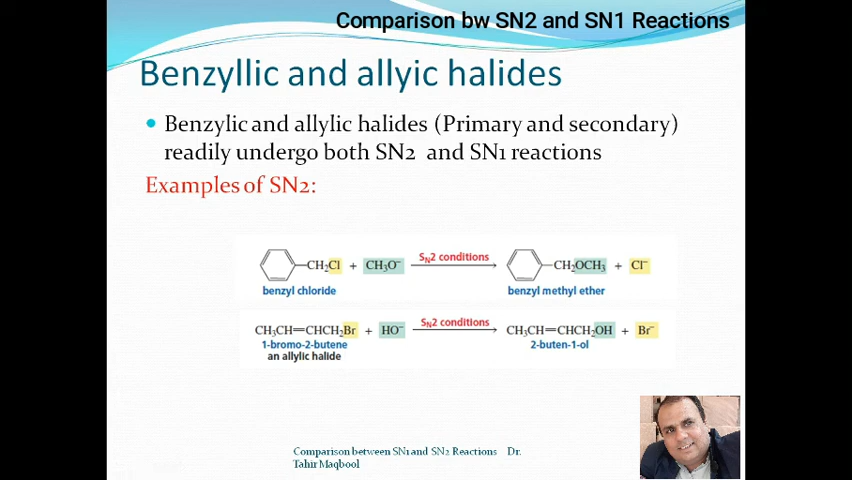 Comparison bw SN2 and SN1 Reactions
Benzyllic and allyic halides
Benzylic and allylic halides (Primary and secondary)
readily undergo both SN2 and SN1 reactions
Examples of SN2:
CH₂Cl + CH₃O⁻ SN2 conditions CH₂OCH₃ + Cl⁻
benzyl chloride benzyl methyl ether
CH₃CH=CHCH₂Br + HO⁻ SN2 conditions CH₃CH=CHCH₂OH + Br⁻
1-bromo-2-butene 2-buten-1-ol
an allylic halide
Comparison between SN1 and SN2 Reactions Dr.
Tahir Maqbool